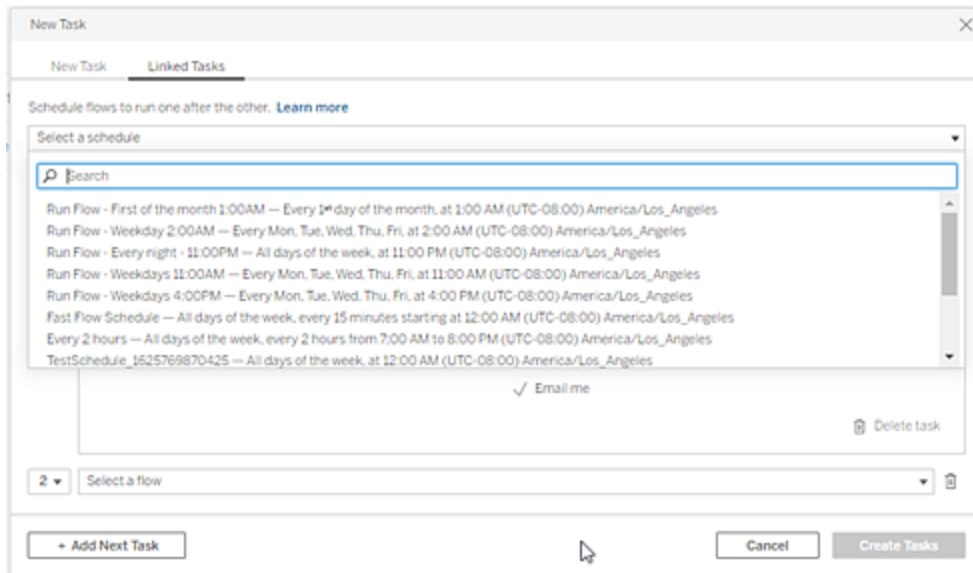 New Task
New Task Linked Tasks
Schedule flows to run one after the other. Learn more
Select a schedule
Search
Run Flow - First of the month 1:00AM — Every 1st day of the month, at 1:00 AM (UTC-08:00) America/Los_Angeles
Run Flow - Weekday 2:00AM — Every Mon, Tue, Wed, Thu, Fri, at 2:00 AM (UTC-08:00) America/Los_Angeles
Run Flow - Every night - 11:00PM — All days of the week, at 11:00 PM (UTC-08:00) America/Los_Angeles
Run Flow - Weekdays 11:00AM — Every Mon, Tue, Wed, Thu, Fri, at 11:00 AM (UTC-08:00) America/Los_Angeles
Run Flow - Weekdays 4:00PM — Every Mon, Tue, Wed, Thu, Fri, at 4:00 PM (UTC-08:00) America/Los_Angeles
Fast Flow Schedule — All days of the week, every 15 minutes starting at 12:00 AM (UTC-08:00) America/Los_Angeles
Every 2 hours — All days of the week, every 2 hours from 7:00 AM to 8:00 PM (UTC-08:00) America/Los_Angeles
TestSchedule_1625769870425 — All days of the week, at 12:00 AM (UTC-08:00) America/Los_Angeles
Email me
Delete task
2 Select a flow
+ Add Next Task Cancel Create Tasks